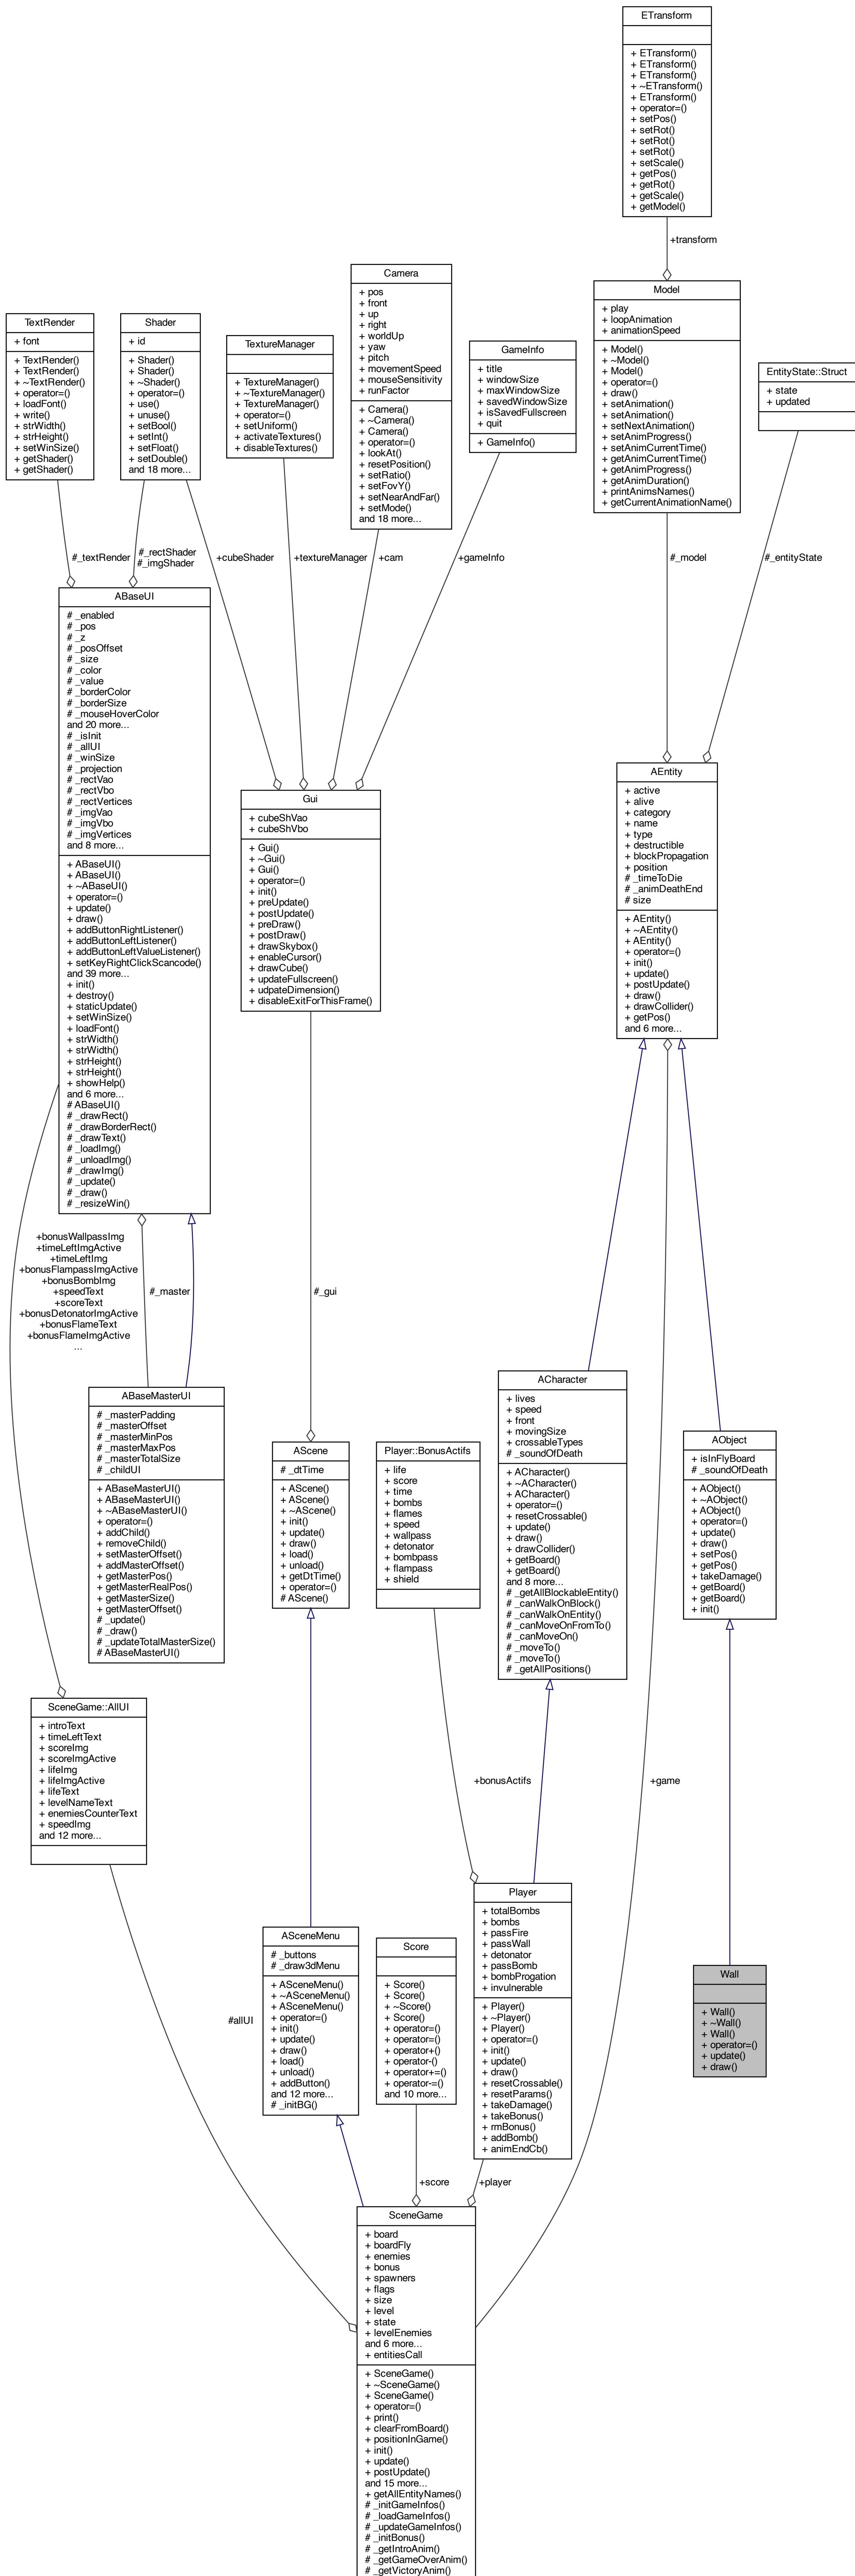 ETransform
+ ETransform()
+ ETransform()
+ ETransform()
+ ~ETransform()
+ ETransform()
+ operator=()
+ setPos()
+ setRot()
+ setRot()
+ setRot()
+ setScale()
+ getPos()
+ getRot()
+ getScale()
+ getModel()
+transform
TextRender
+ font
+ TextRender()
+ TextRender()
+ ~TextRender()
+ operator=()
+ loadFont()
+ write()
+ strWidth()
+ strHeight()
+ setWinSize()
+ getShader()
+ getShader()
Shader
+ id
+ Shader()
+ Shader()
+ ~Shader()
+ operator=()
+ use()
+ unuse()
+ setBool()
+ setInt()
+ setFloat()
+ setDouble()
and 18 more...
TextureManager
+ TextureManager()
+ ~TextureManager()
+ TextureManager()
+ operator=()
+ setUniform()
+ activateTextures()
+ disableTextures()
Camera
+ pos
+ front
+ up
+ right
+ worldUp
+ yaw
+ pitch
+ movementSpeed
+ mouseSensitivity
+ runFactor
+ Camera()
+ ~Camera()
+ Camera()
+ operator=()
+ lookAt()
+ resetPosition()
+ setRatio()
+ setFovY()
+ setNearAndFar()
+ setMode()
and 18 more...
GameInfo
+ title
+ windowSize
+ maxWindowSize
+ savedWindowSize
+ isSavedFullscreen
+ quit
+ GameInfo()
Model
+ play
+ loopAnimation
+ animationSpeed
+ Model()
+ ~Model()
+ Model()
+ operator=()
+ draw()
+ setAnimation()
+ setAnimation()
+ setNextAnimation()
+ setAnimProgress()
+ setAnimCurrentTime()
+ getAnimCurrentTime()
+ getAnimProgress()
+ getAnimDuration()
+ printAnimsNames()
+ getCurrentAnimationName()
EntityState::Struct
+ state
+ updated
#_textRender
#_rectShader
#_imgShader
+cubeShader
+textureManager
+cam
+gameInfo
#_model
#_entityState
ABaseUI
# _enabled
# _pos
# _z
# _posOffset
# _size
# _color
# _value
# _borderColor
# _borderSize
# _mouseHoverColor
and 20 more...
# _isInit
# _allUI
# _winSize
# _projection
# _rectVao
# _rectVbo
# _rectVertices
# _imgVao
# _imgVbo
# _imgVertices
and 8 more...
+ ABaseUI()
+ ABaseUI()
+ ~ABaseUI()
+ operator=()
+ update()
+ draw()
+ addButtonRightListener()
+ addButtonLeftListener()
+ addButtonLeftValueListener()
+ setKeyRightClickScancode()
and 39 more...
+ init()
+ destroy()
+ staticUpdate()
+ setWinSize()
+ loadFont()
+ strWidth()
+ strWidth()
+ strHeight()
+ strHeight()
+ showHelp()
and 6 more...
# ABaseUI()
# _drawRect()
# _drawBorderRect()
# _drawText()
# _loadImg()
# _unloadImg()
# _drawImg()
# _update()
# _draw()
# _resizeWin()
Gui
+ cubeShVao
+ cubeShVbo
+ Gui()
+ ~Gui()
+ Gui()
+ operator=()
+ init()
+ preUpdate()
+ postUpdate()
+ preDraw()
+ postDraw()
+ drawSkybox()
+ enableCursor()
+ drawCube()
+ updateFullscreen()
+ udpateDimension()
+ disableExitForThisFrame()
AEntity
+ active
+ alive
+ category
+ name
+ type
+ destructible
+ blockPropagation
+ position
# _timeToDie
# _animDeathEnd
# size
+ AEntity()
+ ~AEntity()
+ AEntity()
+ operator=()
+ init()
+ update()
+ postUpdate()
+ draw()
+ drawCollider()
+ getPos()
and 6 more...
+bonusWallpassImg
+timeLeftImgActive
+timeLeftImg
+bonusFlampassImgActive
+bonusBombImg
+speedText
+scoreText
+bonusDetonatorImgActive
+bonusFlameText
+bonusFlameImgActive
...
#_master
#_gui
ABaseMasterUI
# _masterPadding
# _masterOffset
# _masterMinPos
# _masterMaxPos
# _masterTotalSize
# _childUI
+ ABaseMasterUI()
+ ABaseMasterUI()
+ ~ABaseMasterUI()
+ operator=()
+ addChild()
+ removeChild()
+ setMasterOffset()
+ addMasterOffset()
+ getMasterPos()
+ getMasterRealPos()
+ getMasterSize()
+ getMasterOffset()
# _update()
# _draw()
# _updateTotalMasterSize()
# ABaseMasterUI()
AScene
# _dtTime
+ AScene()
+ AScene()
+ ~AScene()
+ init()
+ update()
+ draw()
+ load()
+ unload()
+ getDtTime()
+ operator=()
# AScene()
Player::BonusActifs
+ life
+ score
+ time
+ bombs
+ flames
+ speed
+ wallpass
+ detonator
+ bombpass
+ flampass
+ shield
ACharacter
+ lives
+ speed
+ front
+ movingSize
+ crossableTypes
# _soundOfDeath
+ ACharacter()
+ ~ACharacter()
+ ACharacter()
+ operator=()
+ resetCrossable()
+ update()
+ draw()
+ drawCollider()
+ getBoard()
+ getBoard()
and 8 more...
# _getAllBlockableEntity()
# _canWalkOnBlock()
# _canWalkOnEntity()
# _canMoveOnFromTo()
# _canMoveOn()
# _moveTo()
# _moveTo()
# _getAllPositions()
AObject
+ isInFlyBoard
# _soundOfDeath
+ AObject()
+ ~AObject()
+ AObject()
+ operator=()
+ update()
+ draw()
+ setPos()
+ getPos()
+ takeDamage()
+ getBoard()
+ getBoard()
+ init()
SceneGame::AllUI
+ introText
+ timeLeftText
+ scoreImg
+ scoreImgActive
+ lifeImg
+ lifeImgActive
+ lifeText
+ levelNameText
+ enemiesCounterText
+ speedImg
and 12 more...
+bonusActifs
+game
#allUI
ASceneMenu
# _buttons
# _draw3dMenu
+ ASceneMenu()
+ ~ASceneMenu()
+ ASceneMenu()
+ operator=()
+ init()
+ update()
+ draw()
+ load()
+ unload()
+ addButton()
and 12 more...
# _initBG()
Score
+ Score()
+ Score()
+ ~Score()
+ Score()
+ operator=()
+ operator=()
+ operator+()
+ operator-()
+ operator+=()
+ operator-=()
and 10 more...
Player
+ totalBombs
+ bombs
+ passFire
+ passWall
+ detonator
+ passBomb
+ bombProgation
+ invulnerable
+ Player()
+ ~Player()
+ Player()
+ operator=()
+ init()
+ update()
+ draw()
+ resetCrossable()
+ resetParams()
+ takeDamage()
+ takeBonus()
+ rmBonus()
+ addBomb()
+ animEndCb()
Wall
+ Wall()
+ ~Wall()
+ Wall()
+ operator=()
+ update()
+ draw()
+score
+player
SceneGame
+ board
+ boardFly
+ enemies
+ bonus
+ spawners
+ flags
+ size
+ level
+ state
+ levelEnemies
and 6 more...
+ entitiesCall
+ SceneGame()
+ ~SceneGame()
+ SceneGame()
+ operator=()
+ print()
+ clearFromBoard()
+ positionInGame()
+ init()
+ update()
+ postUpdate()
and 15 more...
+ getAllEntityNames()
# _initGameInfos()
# _loadGameInfos()
# _updateGameInfos()
# _initBonus()
# _getIntroAnim()
# _getGameOverAnim()
# _getVictoryAnim()